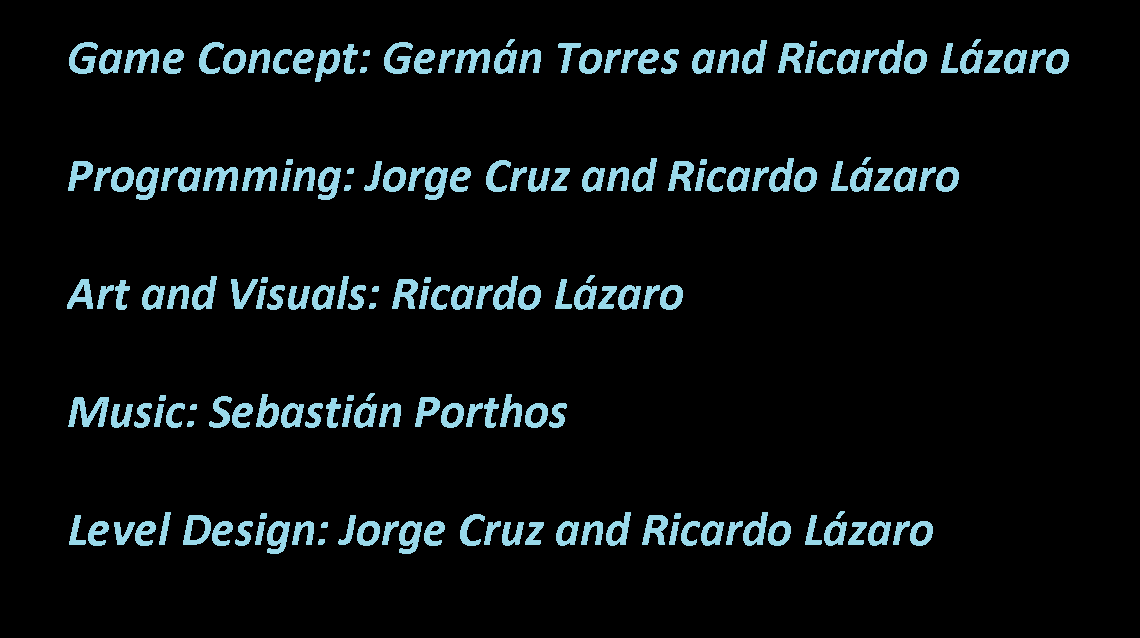 Game Concept: Germán Torres and Ricardo Lázaro
Programming: Jorge Cruz and Ricardo Lázaro
Art and Visuals: Ricardo Lázaro
Music: Sebastián Porthos
Level Design: Jorge Cruz and Ricardo Lázaro